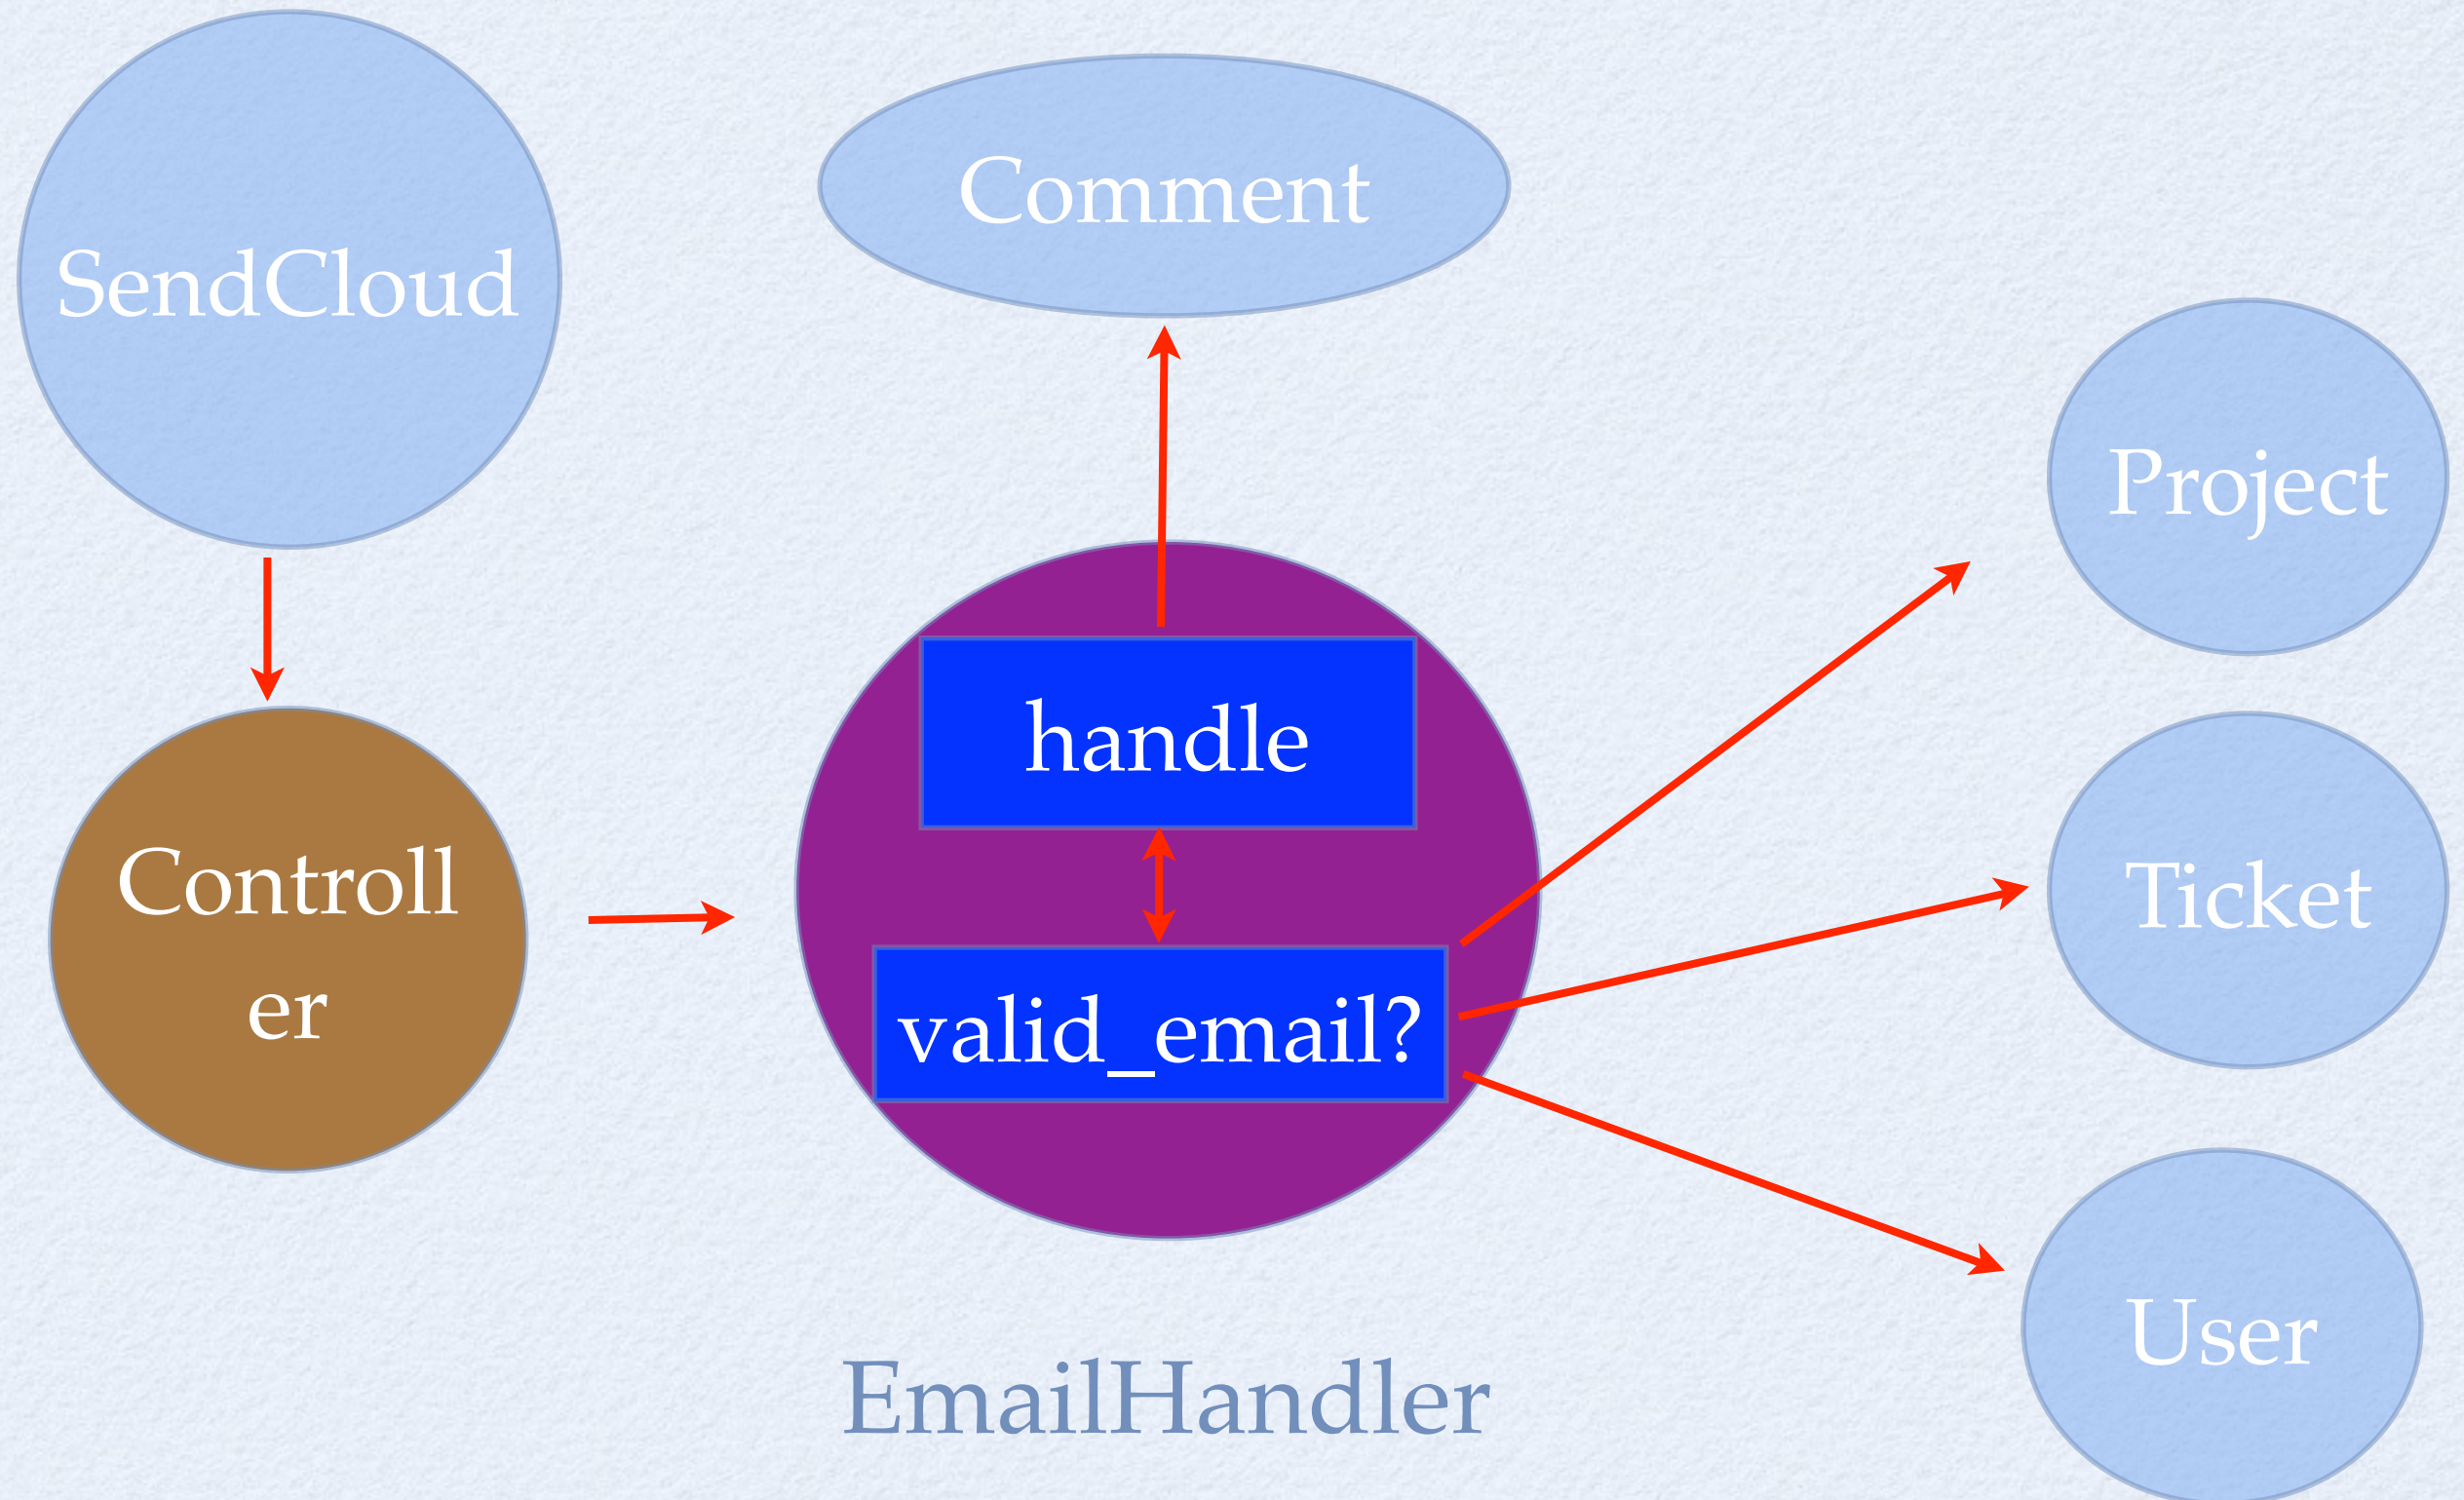 SendCloud
Comment
Project
handle
Controll
er
valid_email?
Ticket
User
EmailHandler